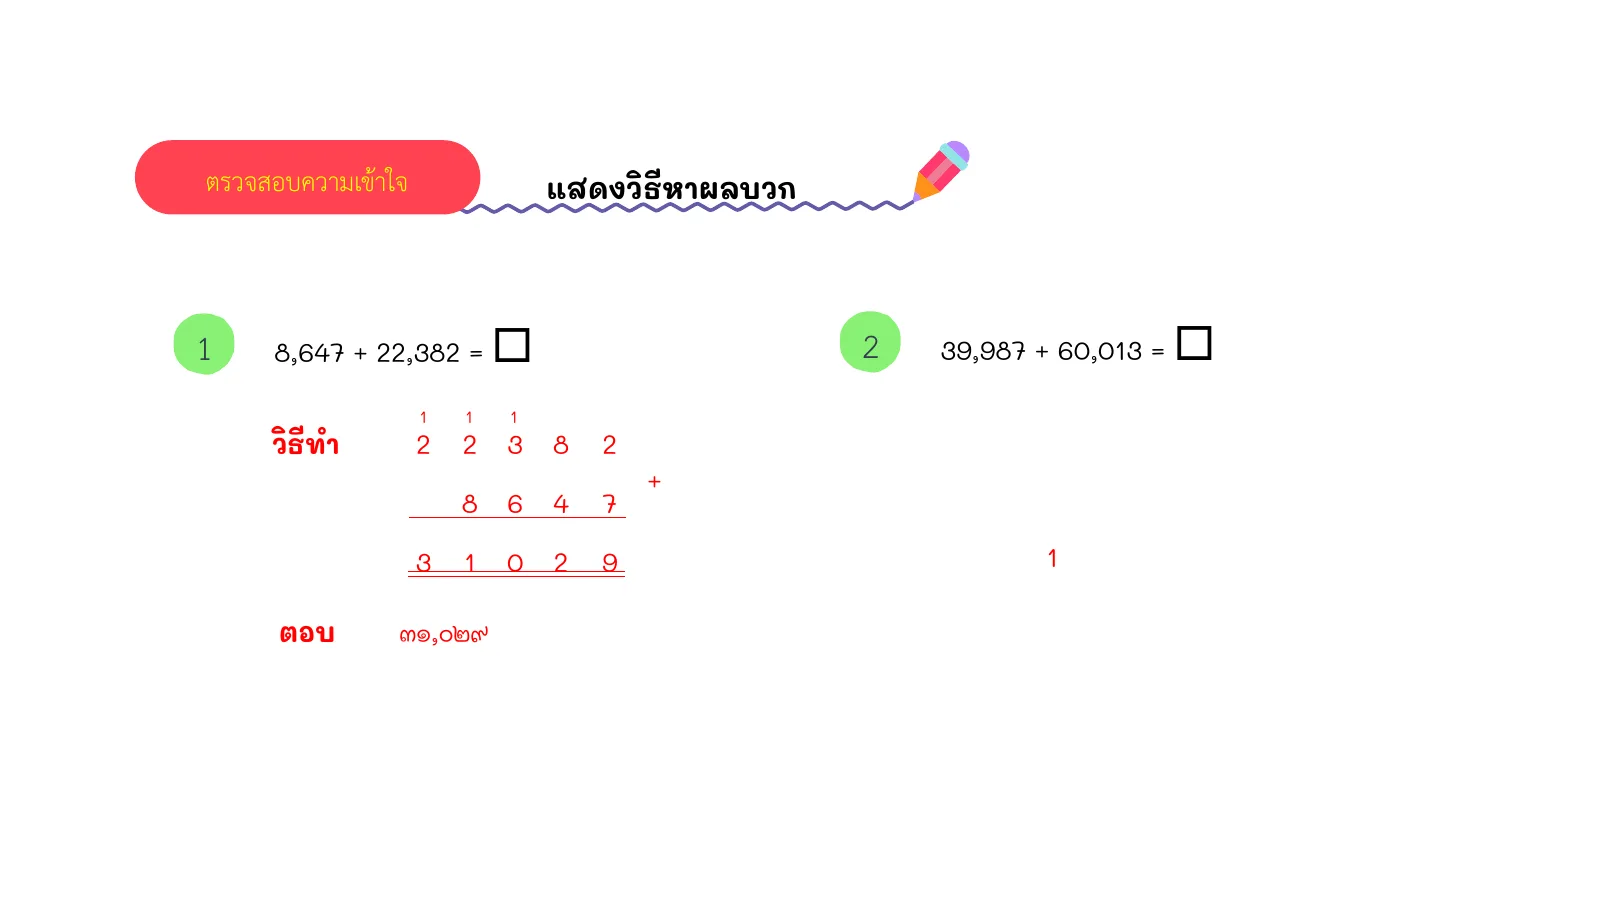 ตรวจสอบความเข้าใจ
แสดงวิธีหาผลบวก
1 8,647 + 22,382 = □
1 1 1
วิธีทำ 2 2 3 8 2
+
8 6 4 7
3 1 0 2 9
ตอบ ๓๑,๐๒๙
2 39,987 + 60,013 = □
1